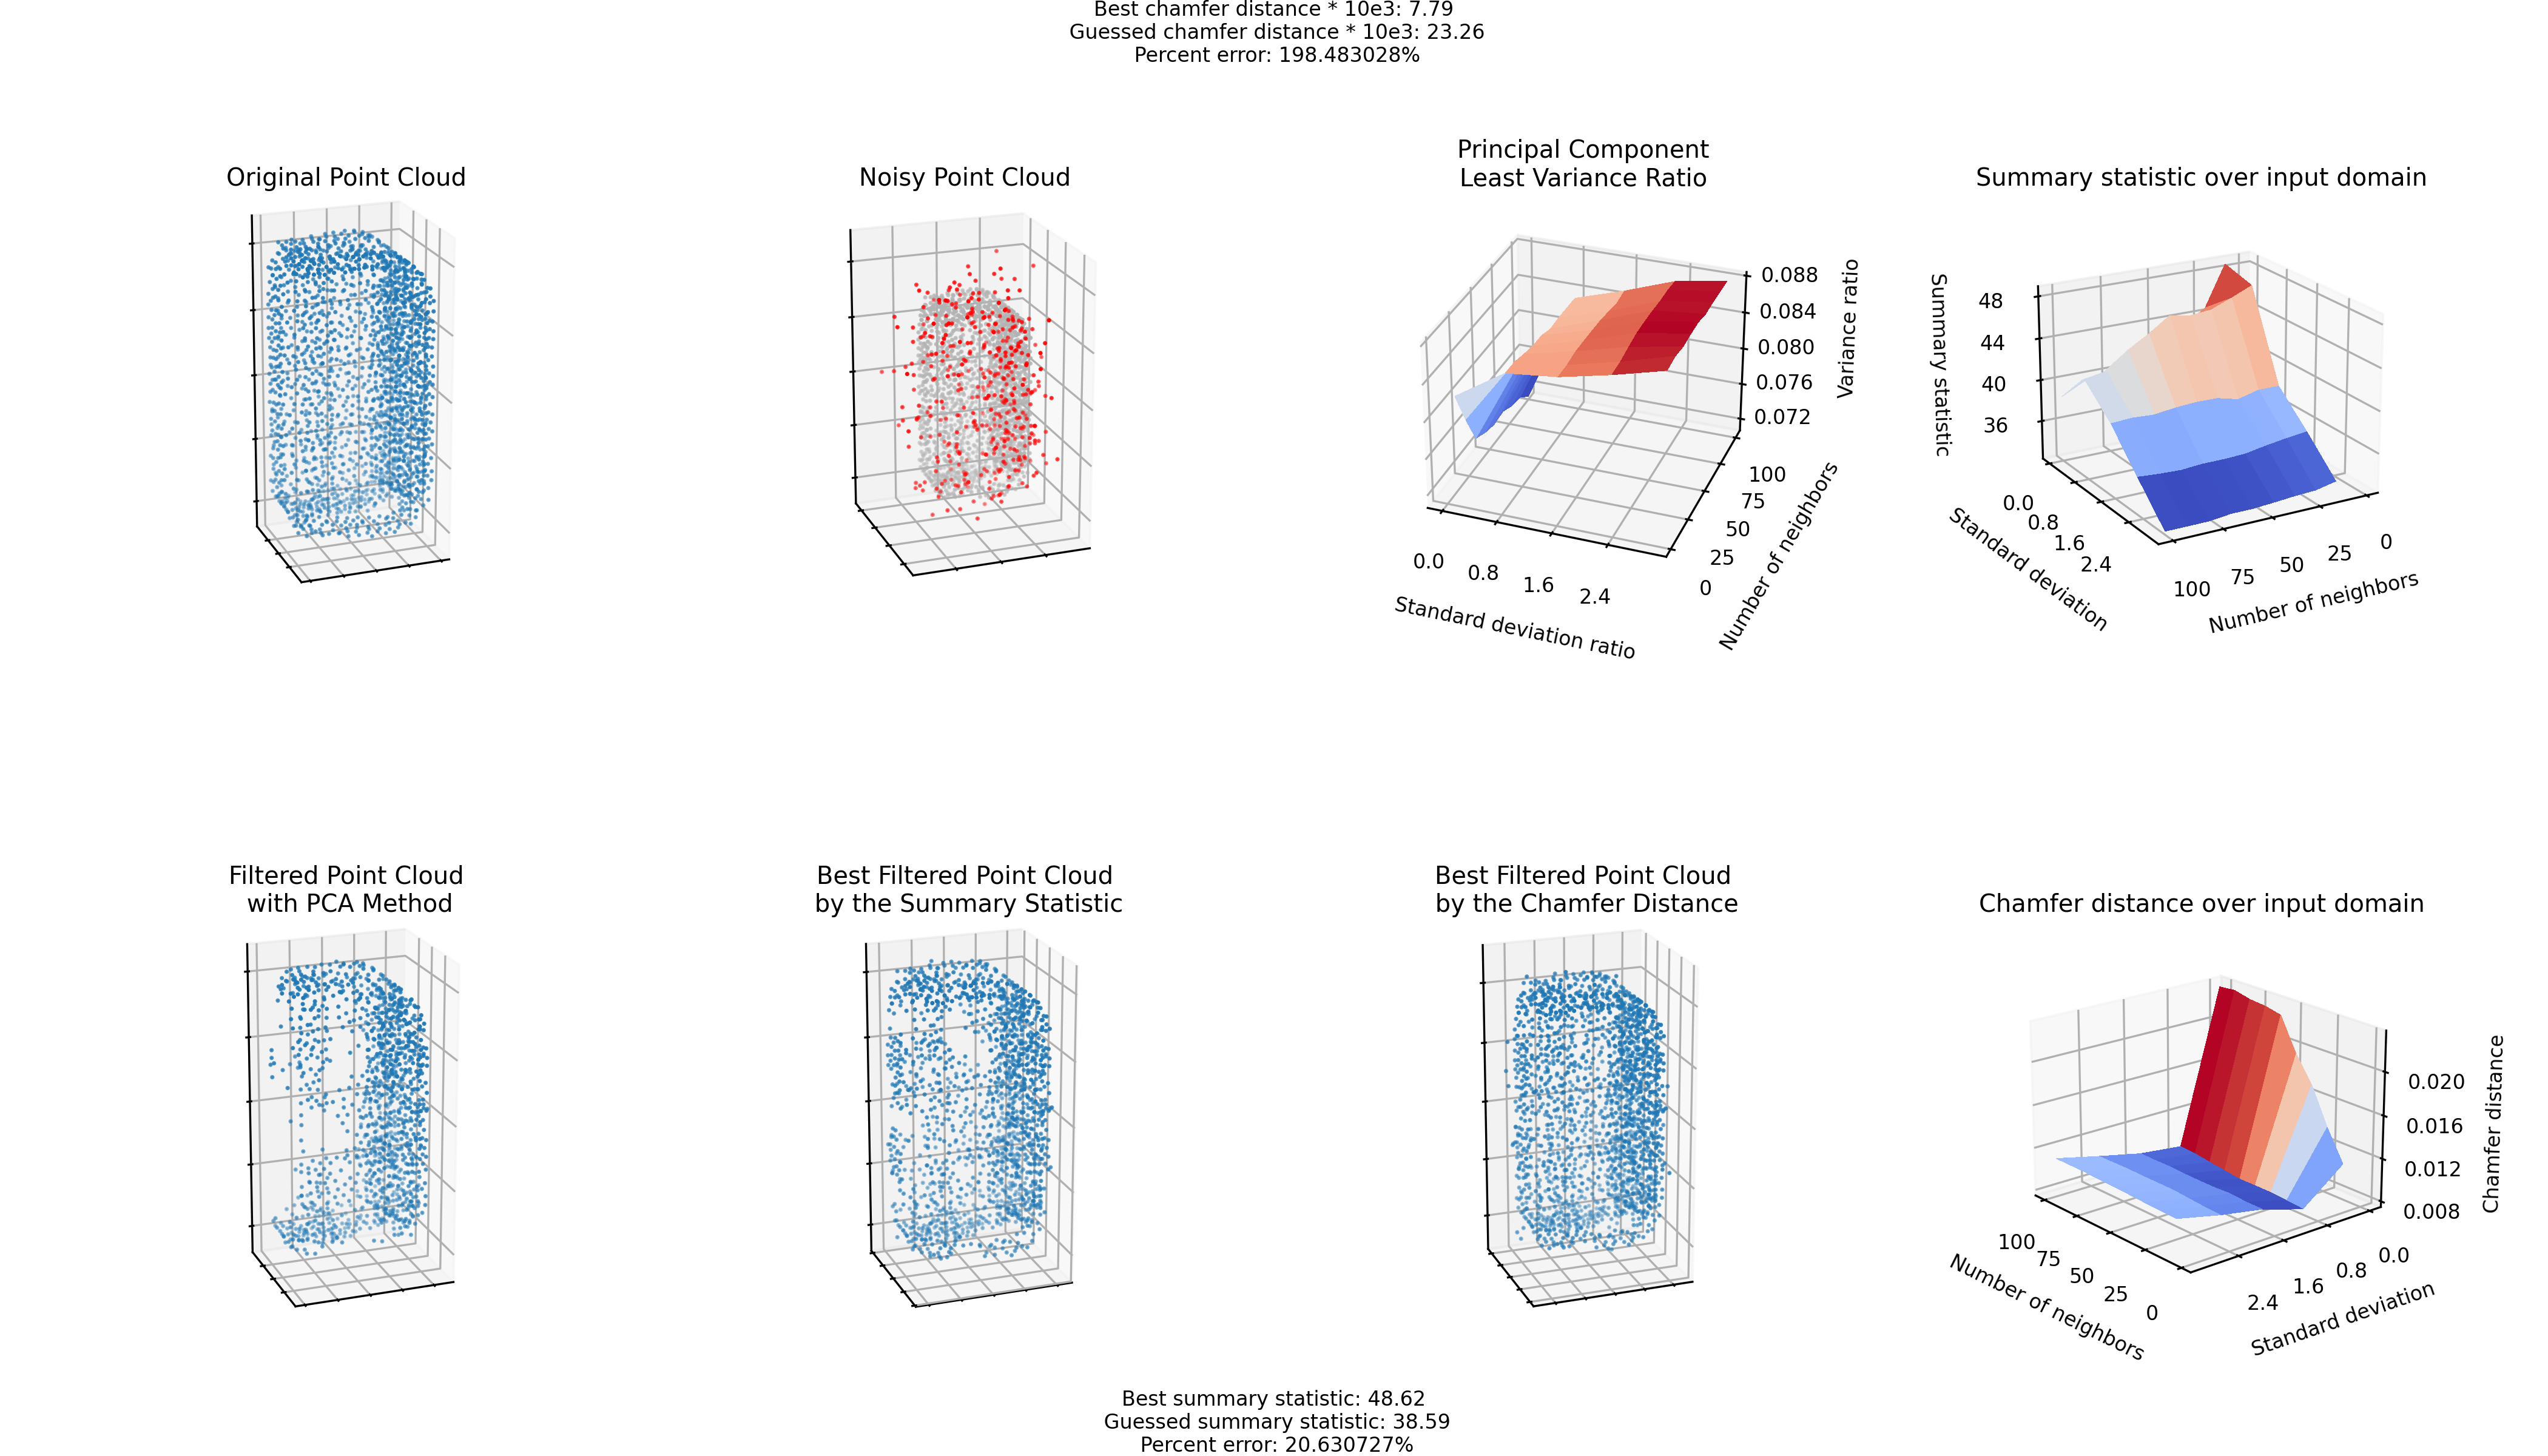 Best chamfer distance * 10e3: 7.79
Guessed chamfer distance * 10e3: 23.26
Percent error: 198.483028%
Original Point Cloud
Noisy Point Cloud
Principal Component
Least Variance Ratio
0.088
0.084
0.080
0.076
0.072
Variance ratio
100
75
50
25
0
Number of neighbors
0.0
0.8
1.6
2.4
Standard deviation ratio
Summary statistic over input domain
48
44
40
36
Summary statistic
0.0
0.8
1.6
2.4
Standard deviation
100
75
50
25
0
Number of neighbors
Filtered Point Cloud
with PCA Method
Best Filtered Point Cloud
by the Summary Statistic
Best Filtered Point Cloud
by the Chamfer Distance
Chamfer distance over input domain
0.020
0.016
0.012
0.008
Chamfer distance
100
75
50
25
0
Number of neighbors
0.0
0.8
1.6
2.4
Standard deviation
Best summary statistic: 48.62
Guessed summary statistic: 38.59
Percent error: 20.630727%